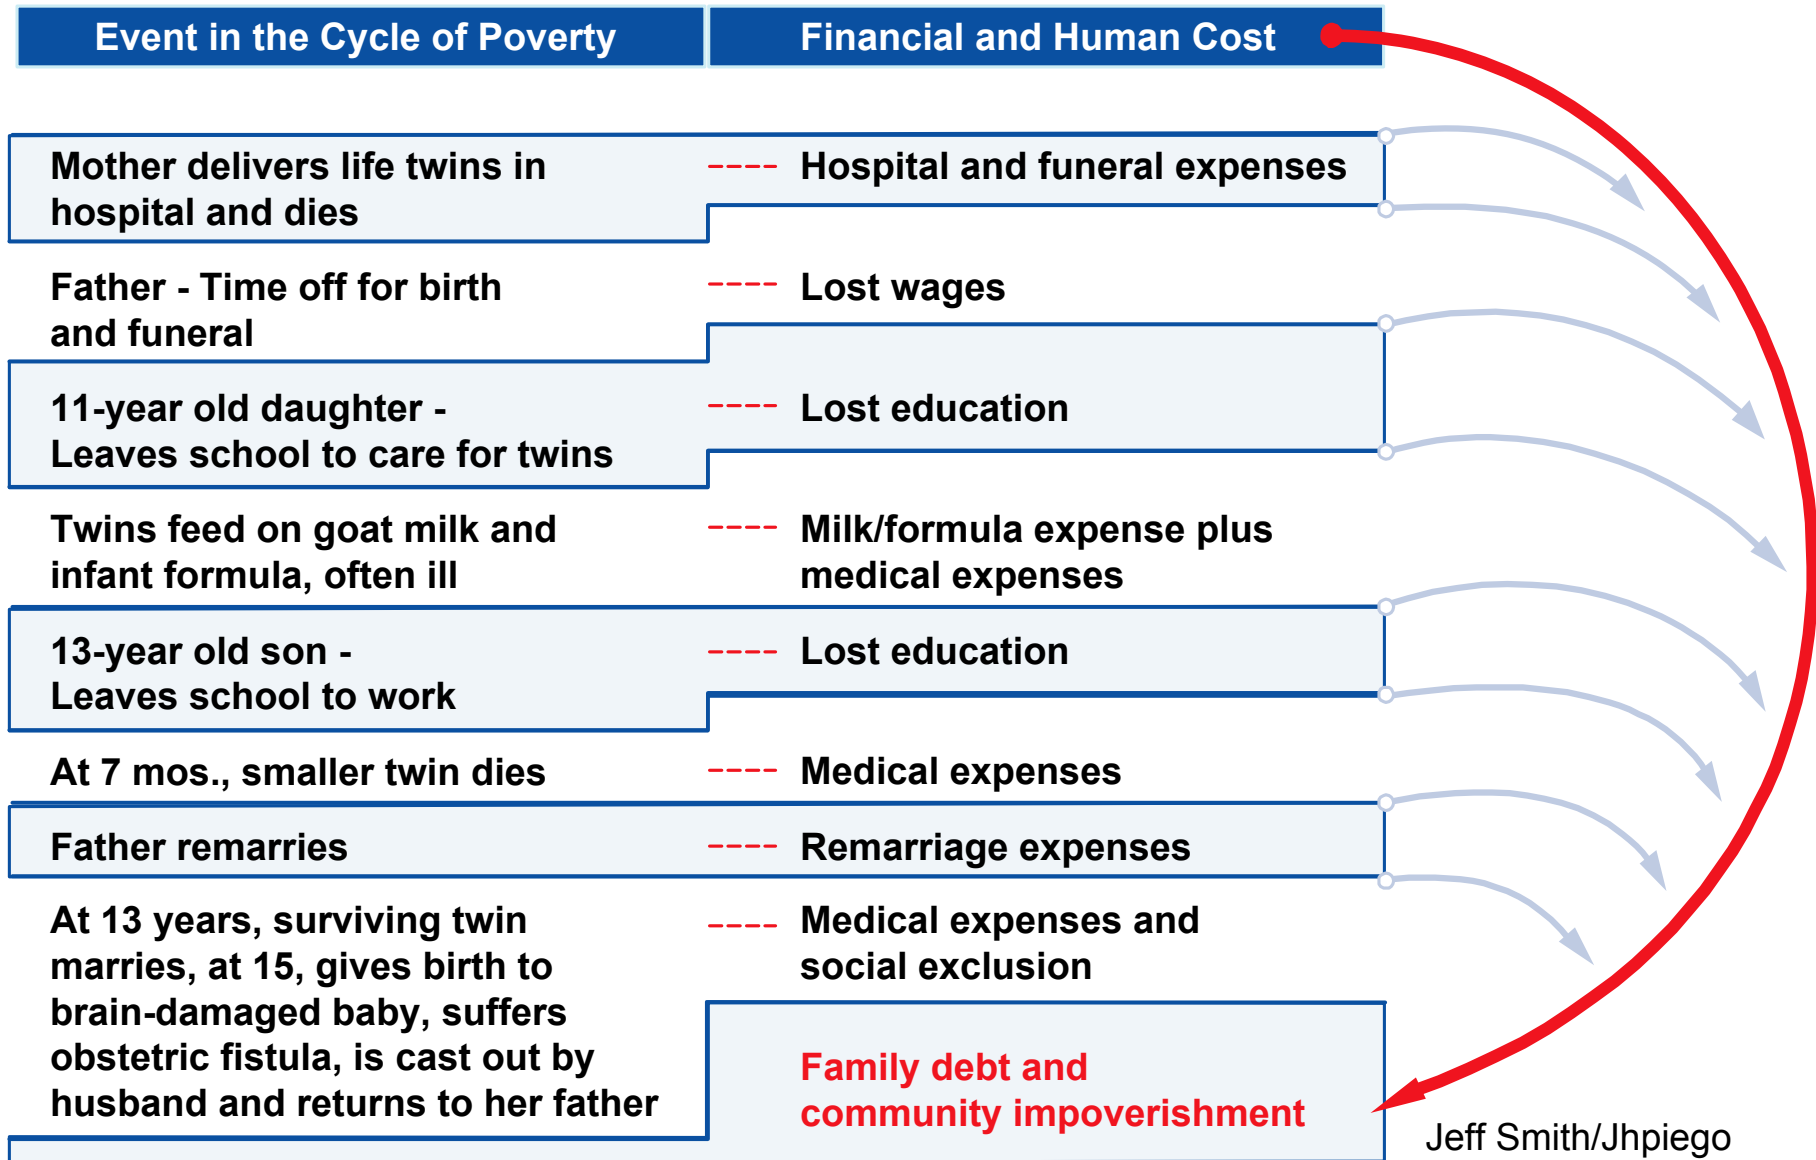 Event in the Cycle of Poverty
Financial and Human Cost
Mother delivers life twins in
hospital and dies
Hospital and funeral expenses
Father - Time off for birth
and funeral
Lost wages
11-year old daughter -
Leaves school to care for twins
Lost education
Twins feed on goat milk and
infant formula, often ill
Milk/formula expense plus
medical expenses
13-year old son -
Leaves school to work
Lost education
At 7 mos., smaller twin dies
Medical expenses
Father remarries
Remarriage expenses
At 13 years, surviving twin
marries, at 15, gives birth to
brain-damaged baby, suffers
obstetric fistula, is cast out by
husband and returns to her father
Medical expenses and
social exclusion
Family debt and
community impoverishment
Jeff Smith/Jhpiego